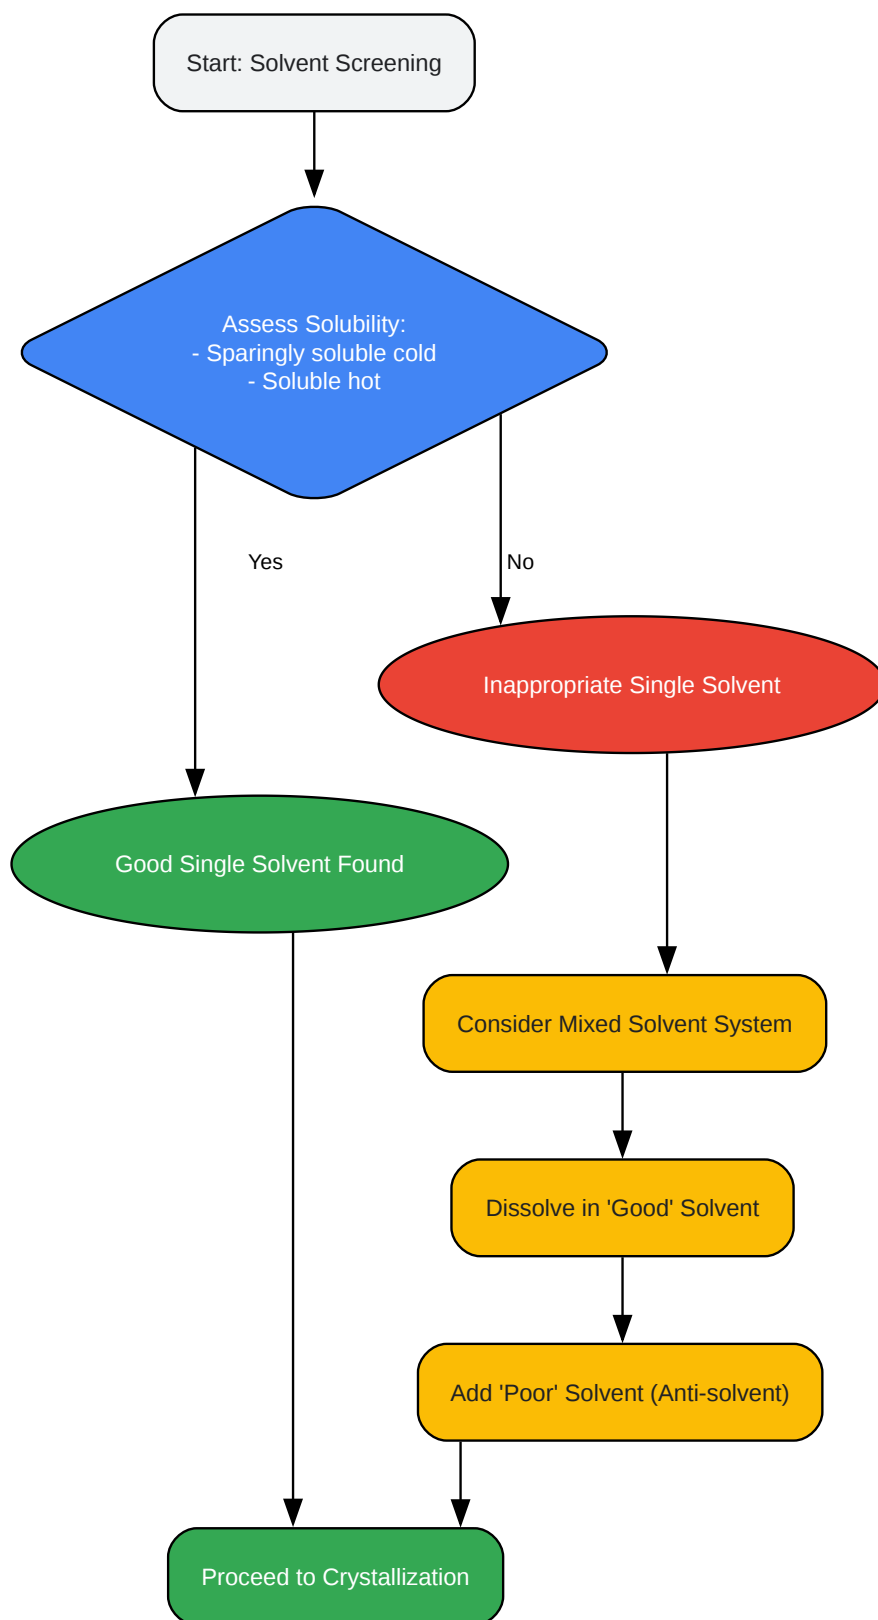 Start: Solvent Screening
Assess Solubility:
- Sparingly soluble cold
- Soluble hot
Yes
No
Inappropriate Single Solvent
Good Single Solvent Found
Consider Mixed Solvent System
Dissolve in 'Good' Solvent
Add 'Poor' Solvent (Anti-solvent)
Proceed to Crystallization